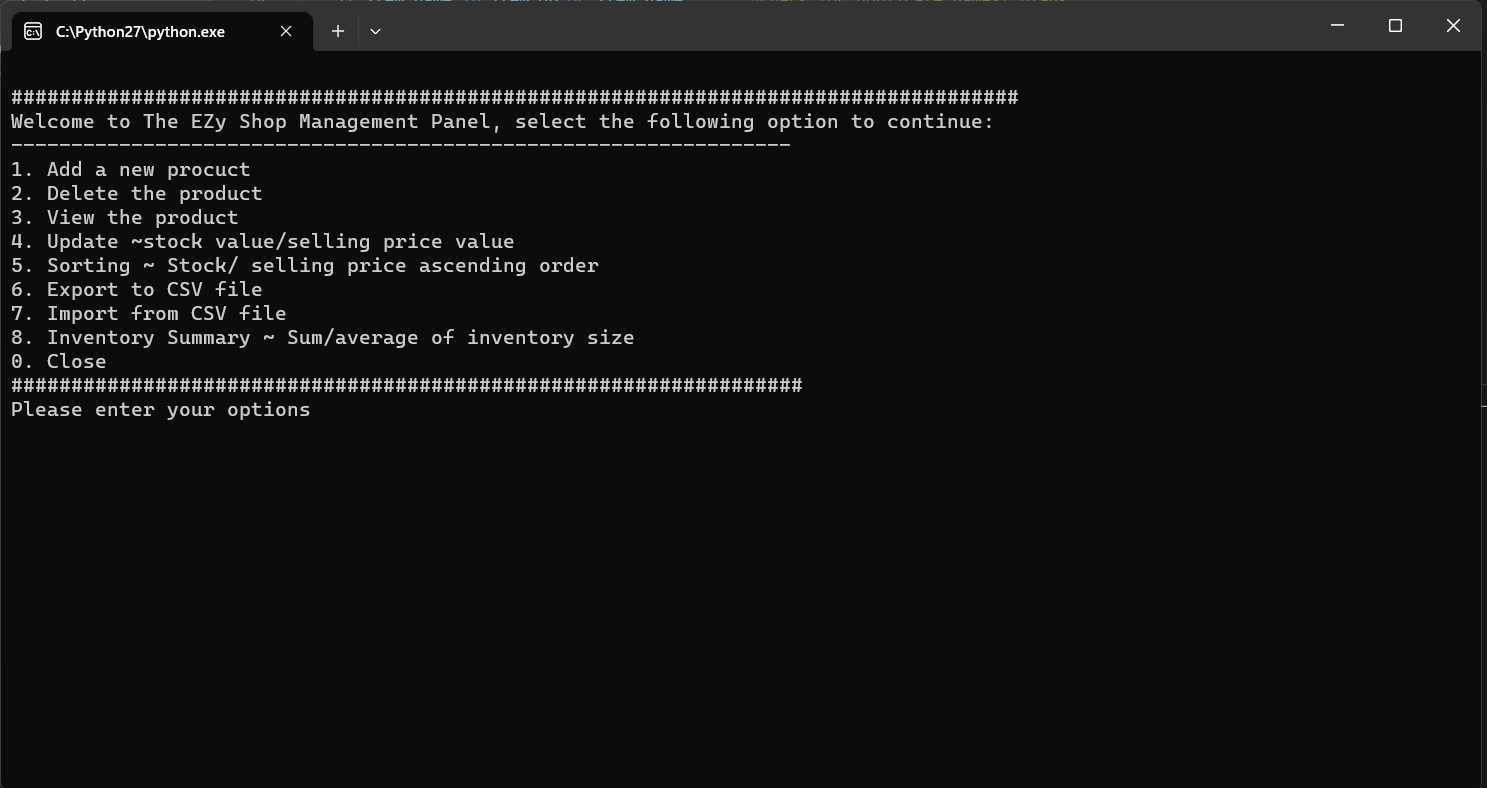 C:\Python27\python.exe
####################################################################################
Welcome to The EZy Shop Management Panel, select the following option to continue:
-----------------------------------------------------------------
1. Add a new procuct
2. Delete the product
3. View the product
4. Update ~stock value/selling price value
5. Sorting ~ Stock/ selling price ascending order
6. Export to CSV file
7. Import from CSV file
8. Inventory Summary ~ Sum/average of inventory size
0. Close
##################################################################
Please enter your options